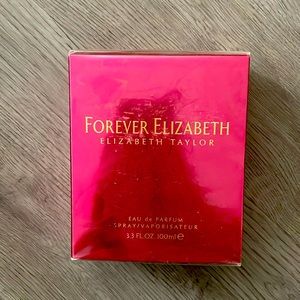 FOREVER ELIZABETH
ELIZABETH TAYLOR
EAU de PARFUM
SPRAY/VAPORISATEUR
3.3 FL.OZ. 100ml ℮